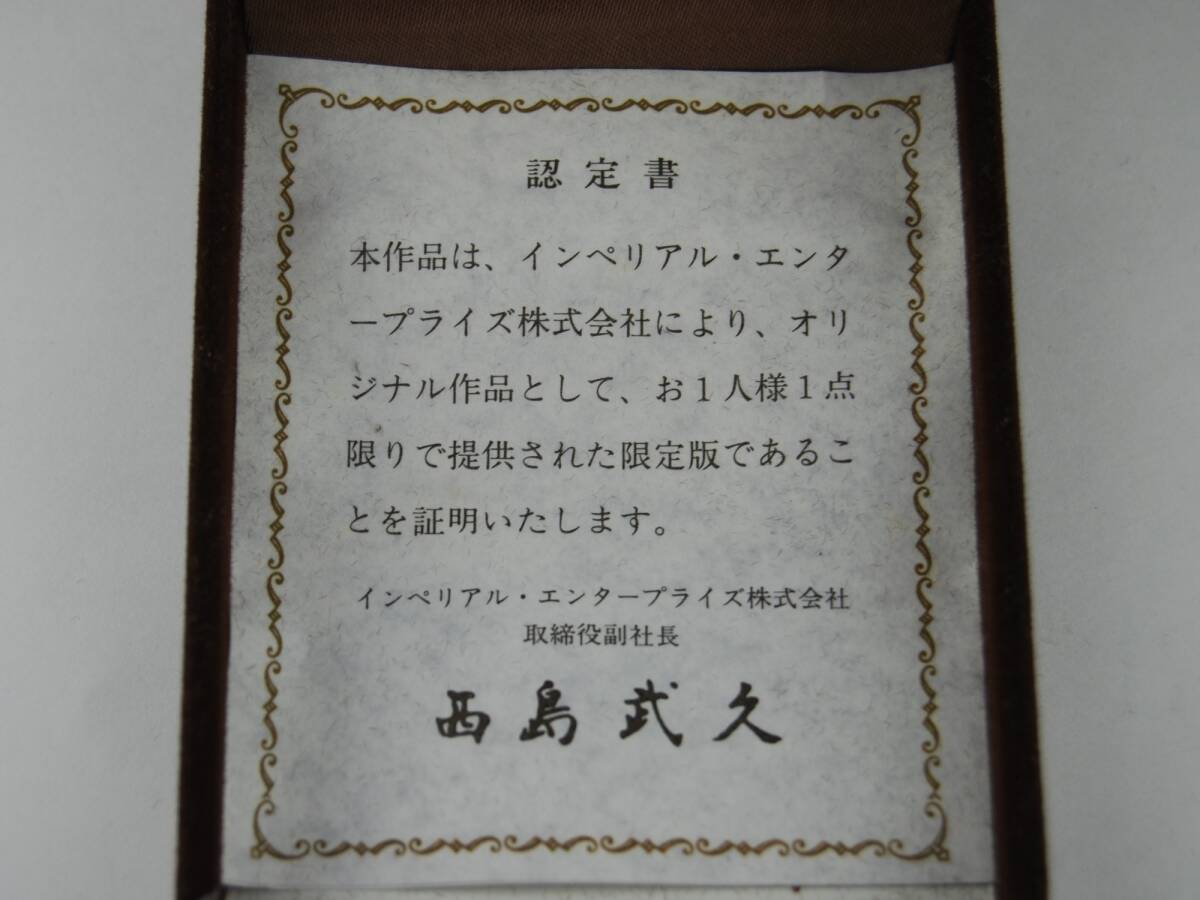 認定書
本作品は、インペリアル・エンタ
ープライズ株式会社により、オリ
ジナル作品として、お1人様1点
限りで提供された限定版であるこ
とを証明いたします。
インペリアル・エンタープライズ株式会社
取締役副社長
西島武久